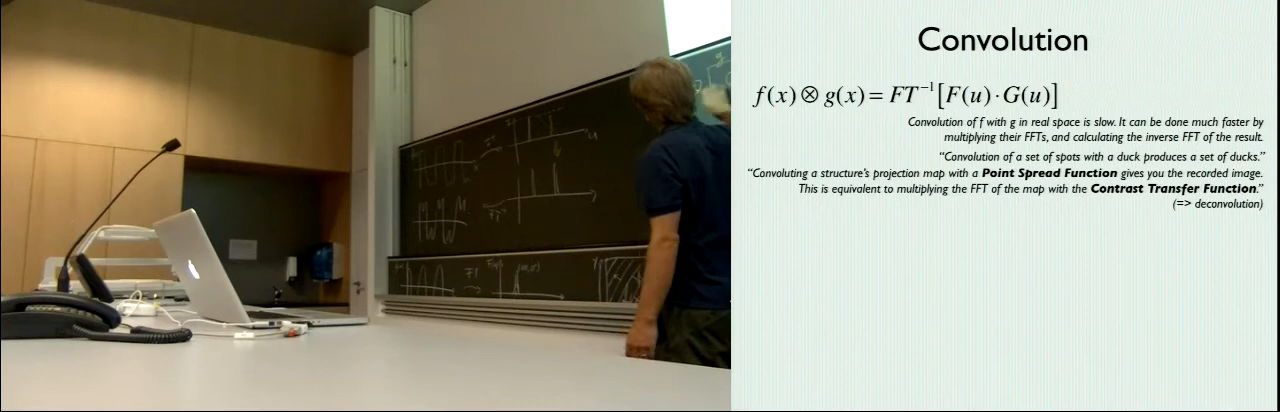 Convolution
f(x) ⊗ g(x) = FT⁻¹[F(u) · G(u)]
Convolution of f with g in real space is slow. It can be done much faster by
multiplying their FFTs, and calculating the inverse FFT of the result.
“Convolution of a set of spots with a duck produces a set of ducks.”
“Convoluting a structure’s projection map with a Point Spread Function gives you the recorded image.
This is equivalent to multiplying the FFT of the map with the Contrast Transfer Function.”
(=> deconvolution)